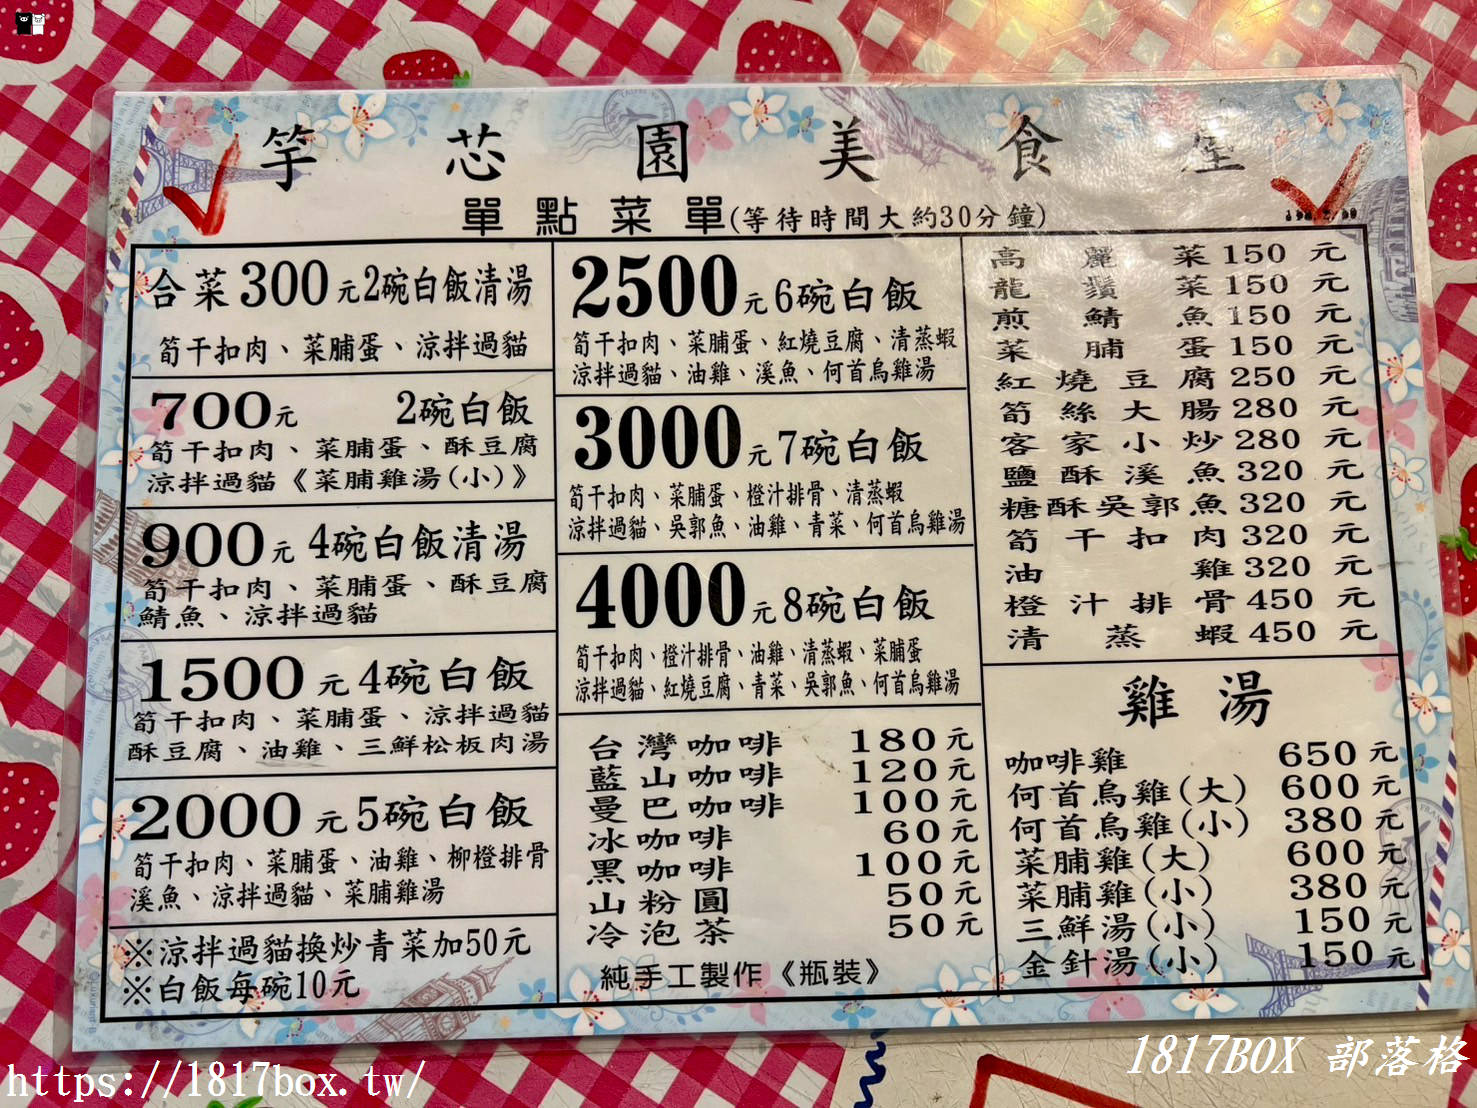 竽芯園美食堂
單點菜單(等待時間大約30分鐘)
合菜300元2碗白飯清湯
筍干扣肉、菜脯蛋、涼拌過貓
700元 2碗白飯
筍干扣肉、菜脯蛋、酥豆腐
涼拌過貓《菜脯雞湯(小)》
900元 4碗白飯清湯
筍干扣肉、菜脯蛋、酥豆腐
鯖魚、涼拌過貓
1500元4碗白飯
筍干扣肉、菜脯蛋、涼拌過貓
酥豆腐、油雞、三鮮松板肉湯
2000元5碗白飯
筍干扣肉、菜脯蛋、油雞、柳橙排骨
溪魚、涼拌過貓、菜脯雞湯
※涼拌過貓換炒青菜加50元
※白飯每碗10元
2500元6碗白飯
筍干扣肉、菜脯蛋、紅燒豆腐、清蒸蝦
涼拌過貓、油雞、溪魚、何首烏雞湯
3000元7碗白飯
筍干扣肉、菜脯蛋、橙汁排骨、清蒸蝦
涼拌過貓、吳郭魚、油雞、青菜、何首烏雞湯
4000元8碗白飯
筍干扣肉、橙汁排骨、油雞、清蒸蝦、菜脯蛋
涼拌過貓、紅燒豆腐、青菜、吳郭魚、何首烏雞湯
台灣咖啡 180元
藍山咖啡 120元
曼巴咖啡 100元
冰咖啡 60元
黑咖啡 100元
山粉圓 50元
冷泡茶 50元
純手工製作《瓶裝》
高麗菜150元
龍鬚菜150元
煎鯖魚150元
菜脯蛋150元
紅燒豆腐250元
筍絲大腸280元
客家小炒280元
鹽酥溪魚320元
糖酥吳郭魚320元
筍干扣肉320元
油雞320元
橙汁排骨450元
清蒸蝦450元
雞湯
咖啡雞 650元
何首烏雞(大) 600元
何首烏雞(小) 380元
菜脯雞(大) 600元
菜脯雞(小) 380元
三鮮湯(小) 150元
金針湯(小) 150元
https://1817box.tw/
1817BOX 部落格